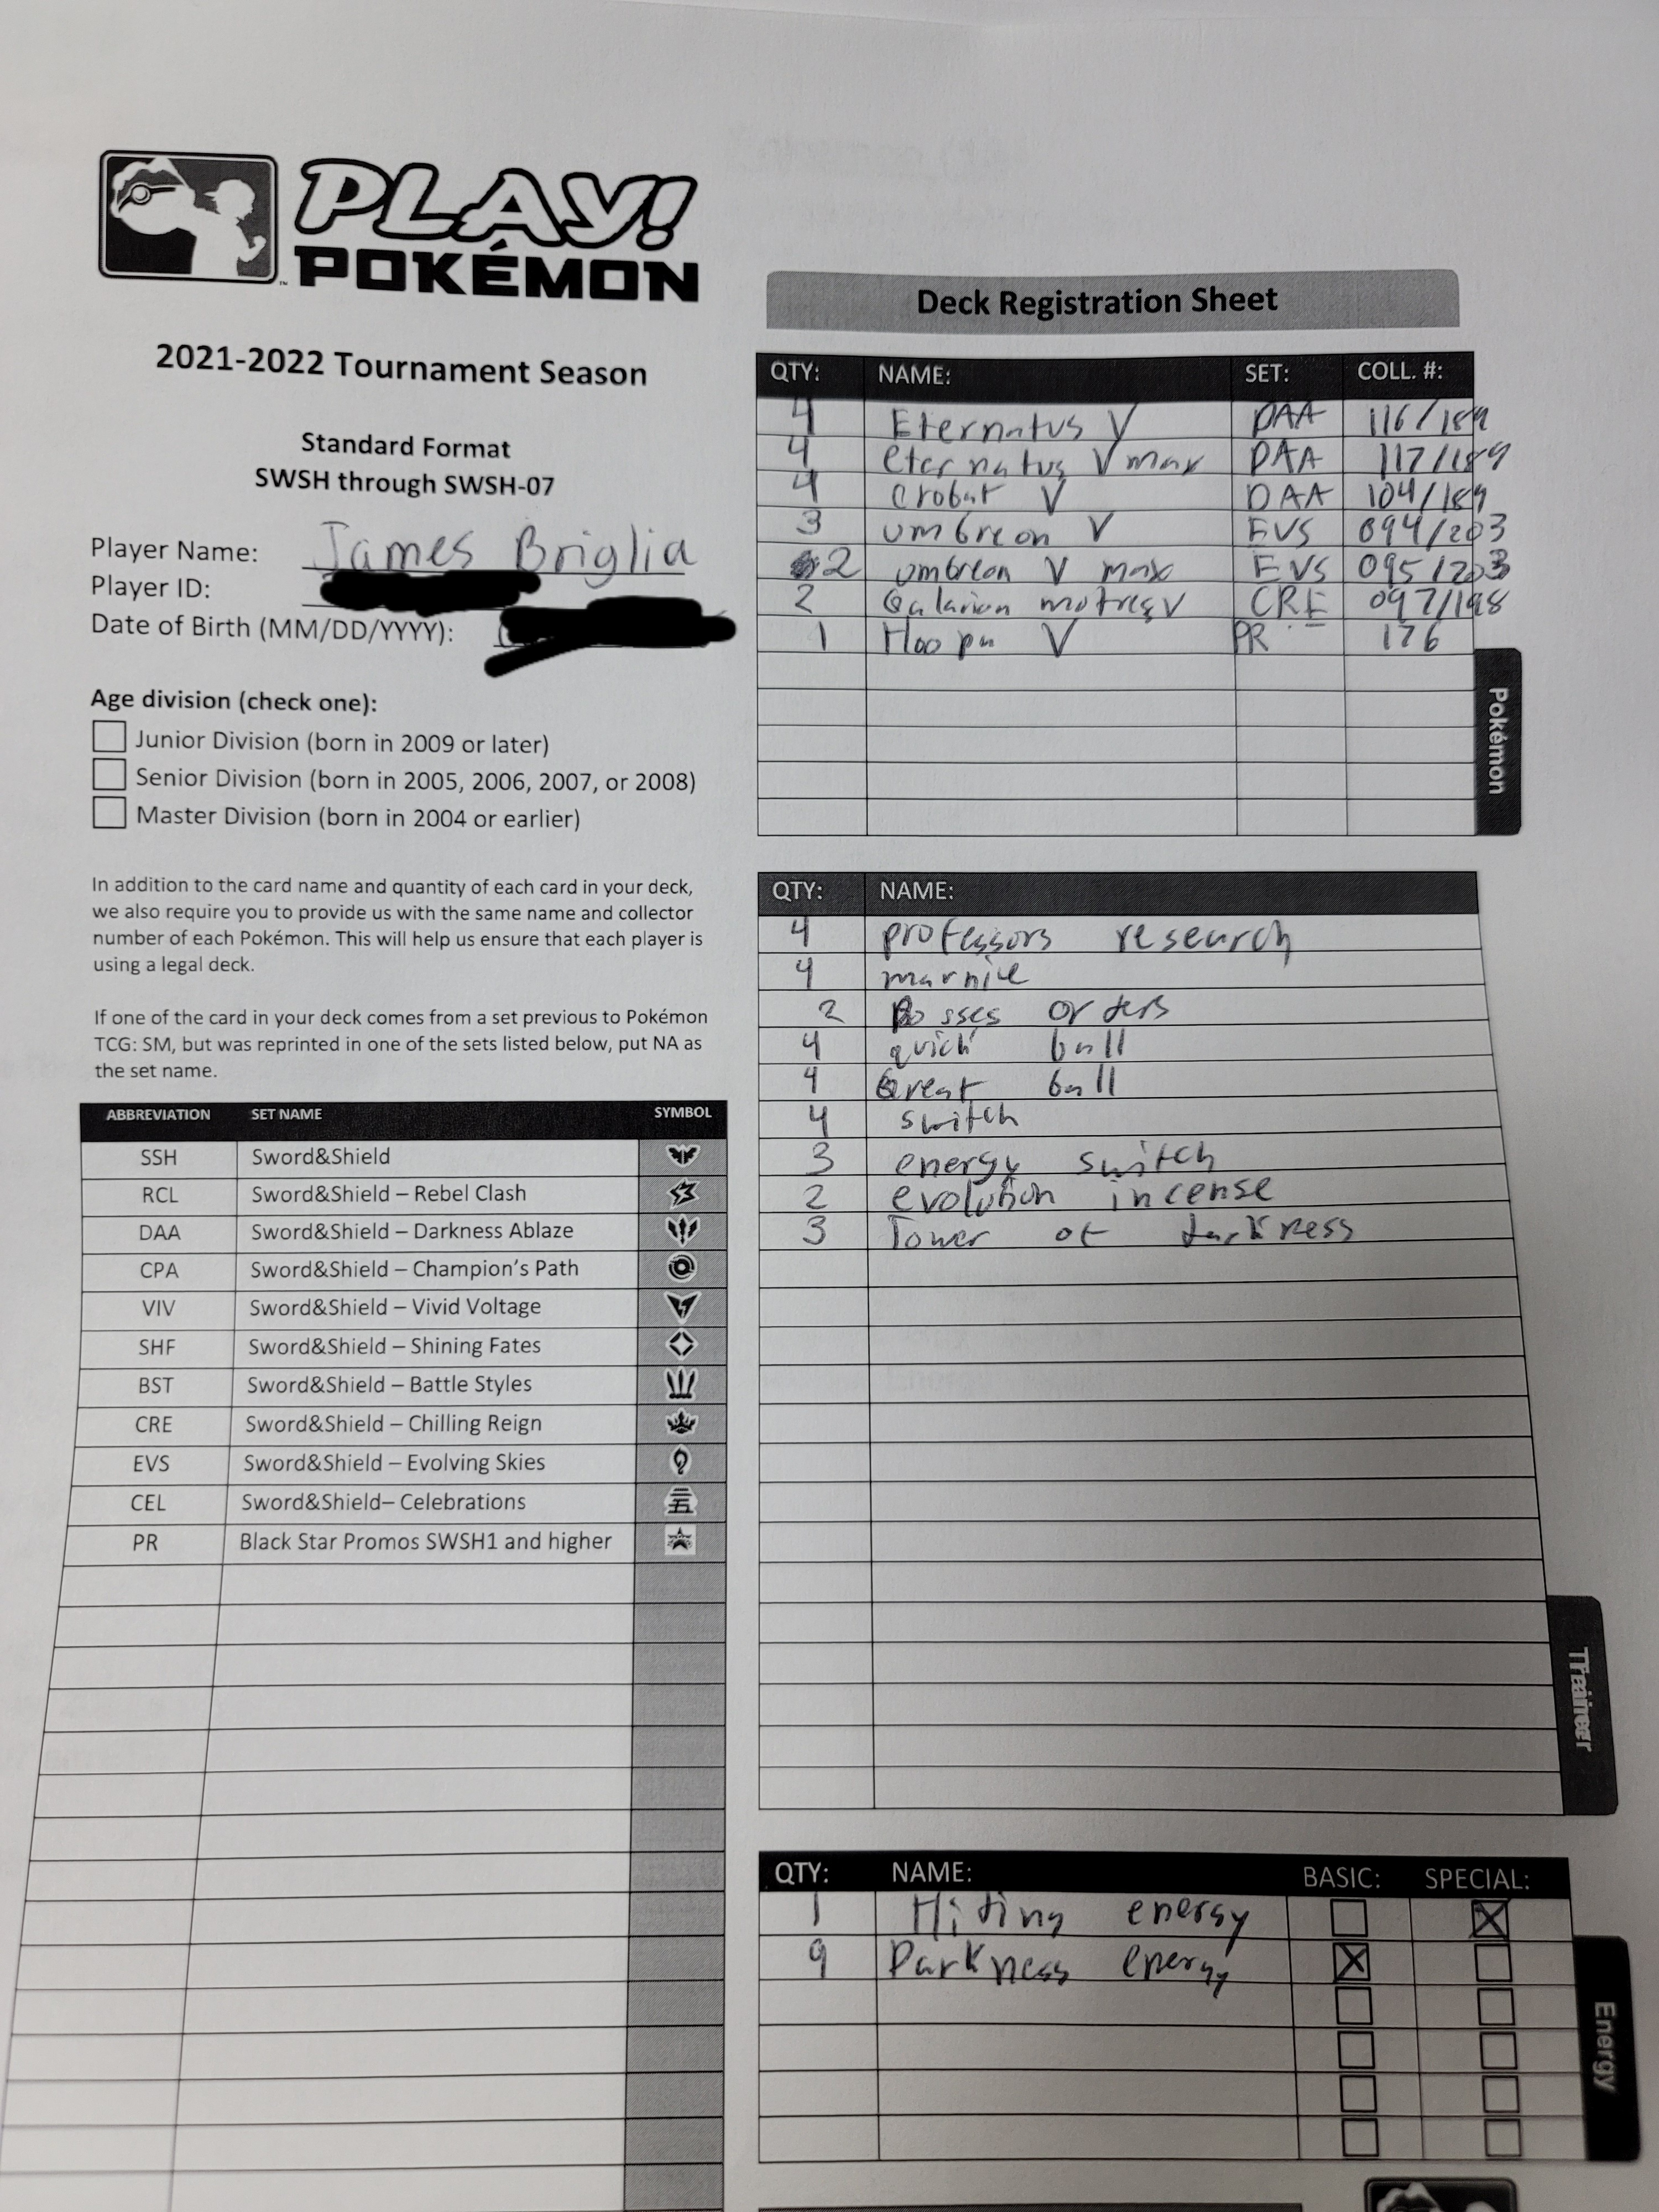 PLAY!
POKÉMON
2021-2022 Tournament Season
Standard Format
SWSH through SWSH-07
Player Name: James Briglia
Player ID:
Date of Birth (MM/DD/YYYY):
Age division (check one):
Junior Division (born in 2009 or later)
Senior Division (born in 2005, 2006, 2007, or 2008)
Master Division (born in 2004 or earlier)
In addition to the card name and quantity of each card in your deck,
we also require you to provide us with the same name and collector
number of each Pokémon. This will help us ensure that each player is
using a legal deck.
If one of the card in your deck comes from a set previous to Pokémon
TCG: SM, but was reprinted in one of the sets listed below, put NA as
the set name.
ABBREVIATION SET NAME SYMBOL
SSH Sword&Shield
RCL Sword&Shield – Rebel Clash
DAA Sword&Shield – Darkness Ablaze
CPA Sword&Shield – Champion's Path
VIV Sword&Shield – Vivid Voltage
SHF Sword&Shield – Shining Fates
BST Sword&Shield – Battle Styles
CRE Sword&Shield – Chilling Reign
EVS Sword&Shield – Evolving Skies
CEL Sword&Shield– Celebrations
PR Black Star Promos SWSH1 and higher
Deck Registration Sheet
QTY: NAME: SET: COLL. #:
4 Eternatus V DAA 116/189
4 eternatus V max DAA 117/189
4 crobat V DAA 104/189
3 umbreon V EVS 094/203
2 umbreon V max EVS 095/203
2 Galarian moltres V CRE 097/198
1 Hoopa V PR 176
Pokémon
QTY: NAME:
4 professors research
4 marnie
2 Bosses orders
4 quick ball
4 Great ball
4 switch
3 energy switch
2 evolution incense
3 Tower of darkness
Trainer
QTY: NAME: BASIC: SPECIAL:
1 Hiding energy
9 Darkness energy
Energy